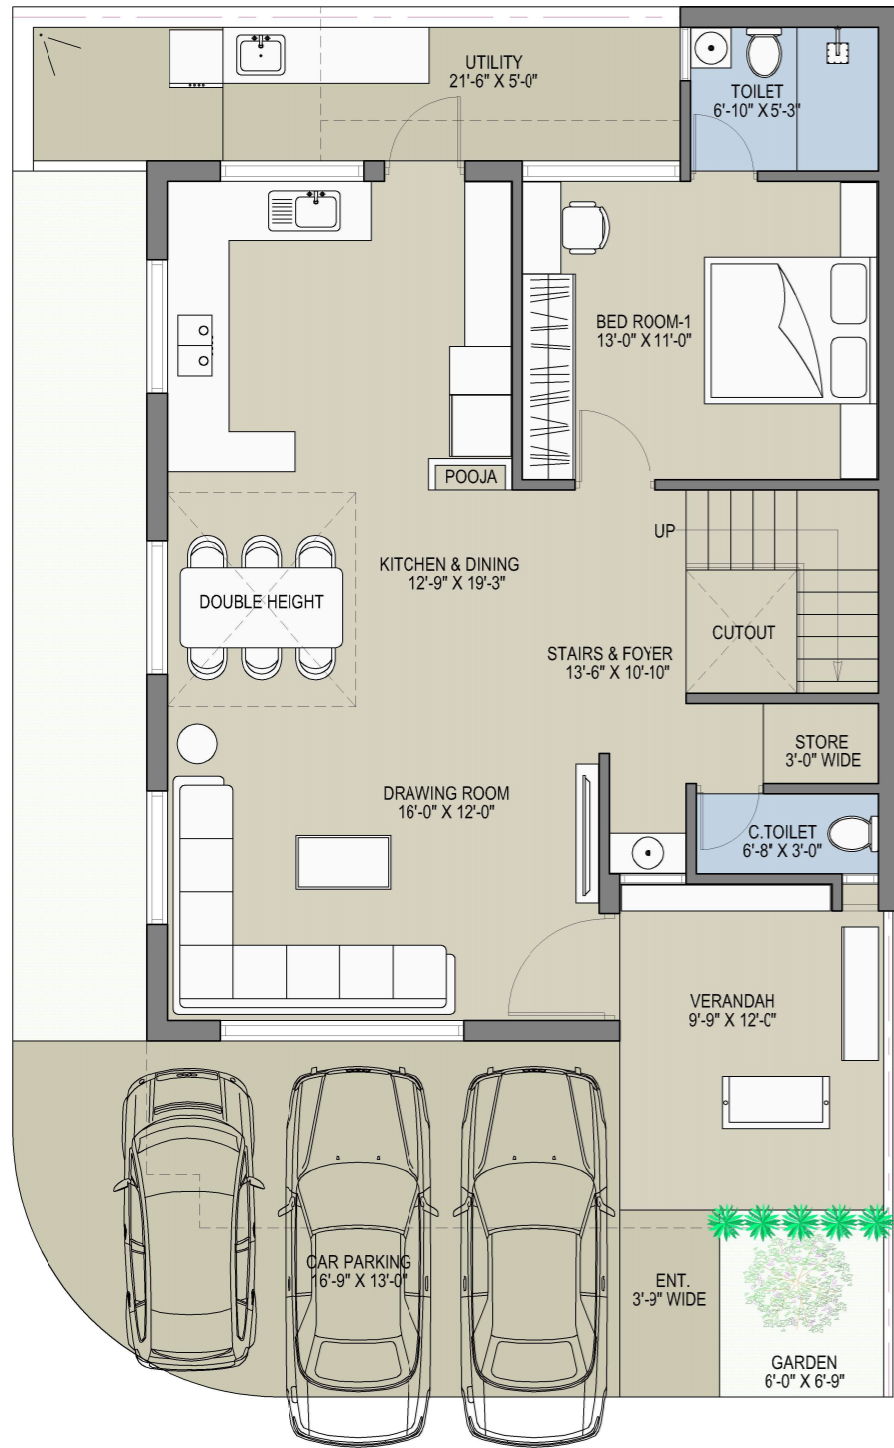 UTILITY
21'-6" X 5'-0"
TOILET
6'-10" X 5'-3"
BED ROOM-1
13'-0" X 11'-0"
POOJA
UP
KITCHEN & DINING
12'-9" X 19'-3"
DOUBLE HEIGHT
CUTOUT
STAIRS & FOYER
13'-6" X 10'-10"
STORE
3'-0" WIDE
DRAWING ROOM
16'-0" X 12'-0"
C.TOILET
6'-8" X 3'-0"
VERANDAH
9'-9" X 12'-0"
CAR PARKING
16'-9" X 13'-0"
ENT.
3'-9" WIDE
GARDEN
6'-0" X 6'-9"